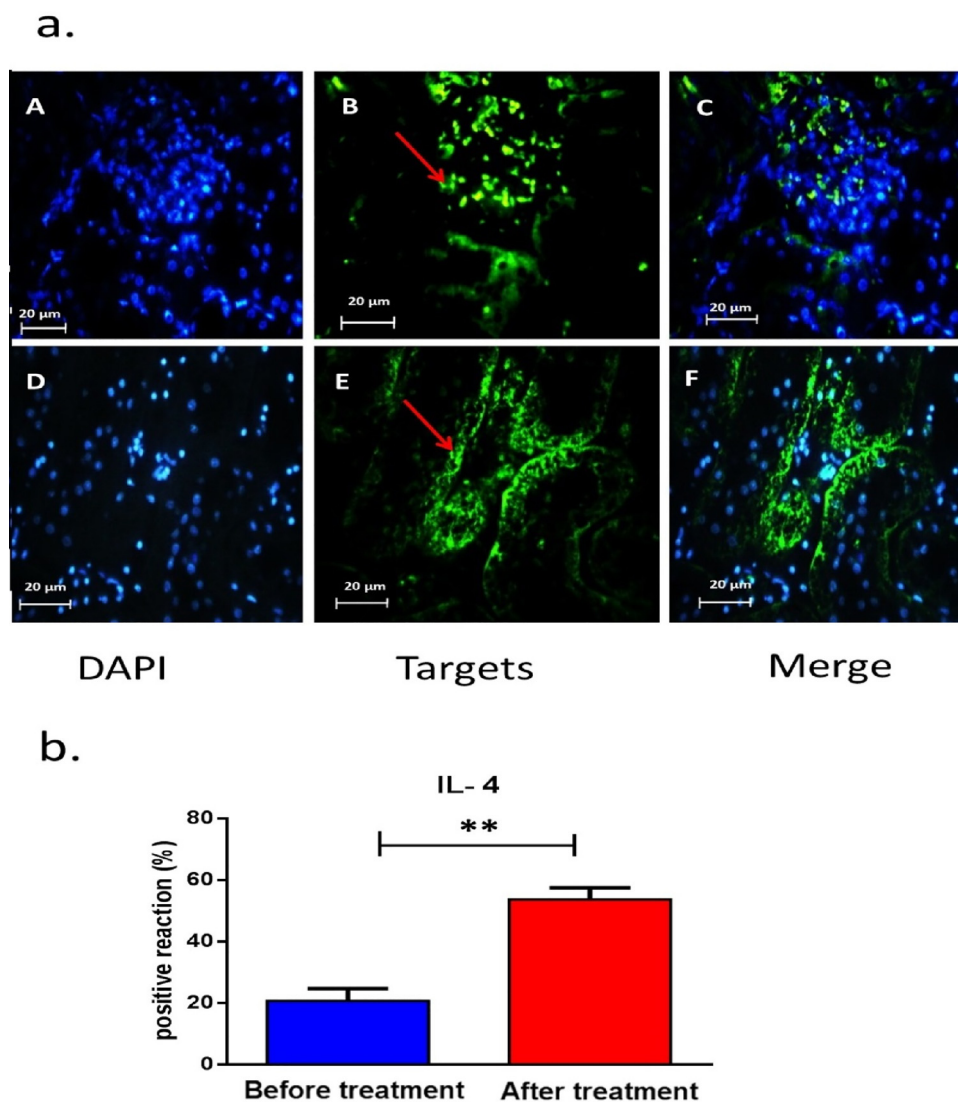 a.
A B C
20 µm 20 µm 20 µm
D E F
20 µm 20 µm 20 µm
DAPI Targets Merge
b.
IL- 4
**
positive reaction (%)
80
60
40
20
0
Before treatment After treatment